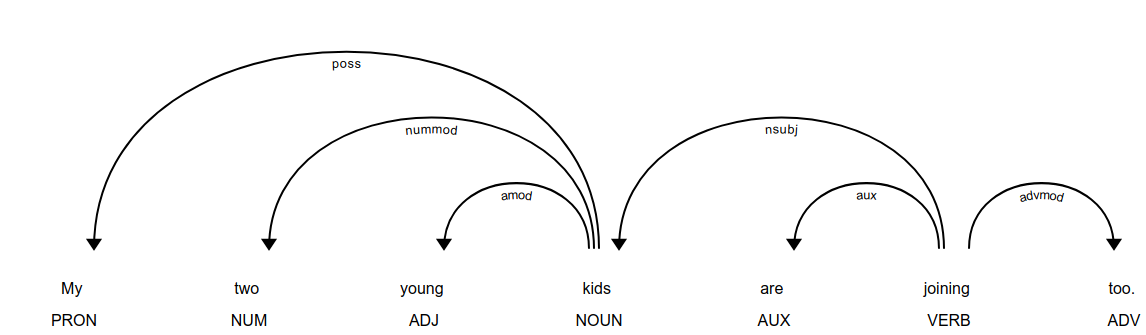 poss
nummod
nsubj
amod
aux
advmod
My two young kids are joining too.
PRON NUM ADJ NOUN AUX VERB ADV